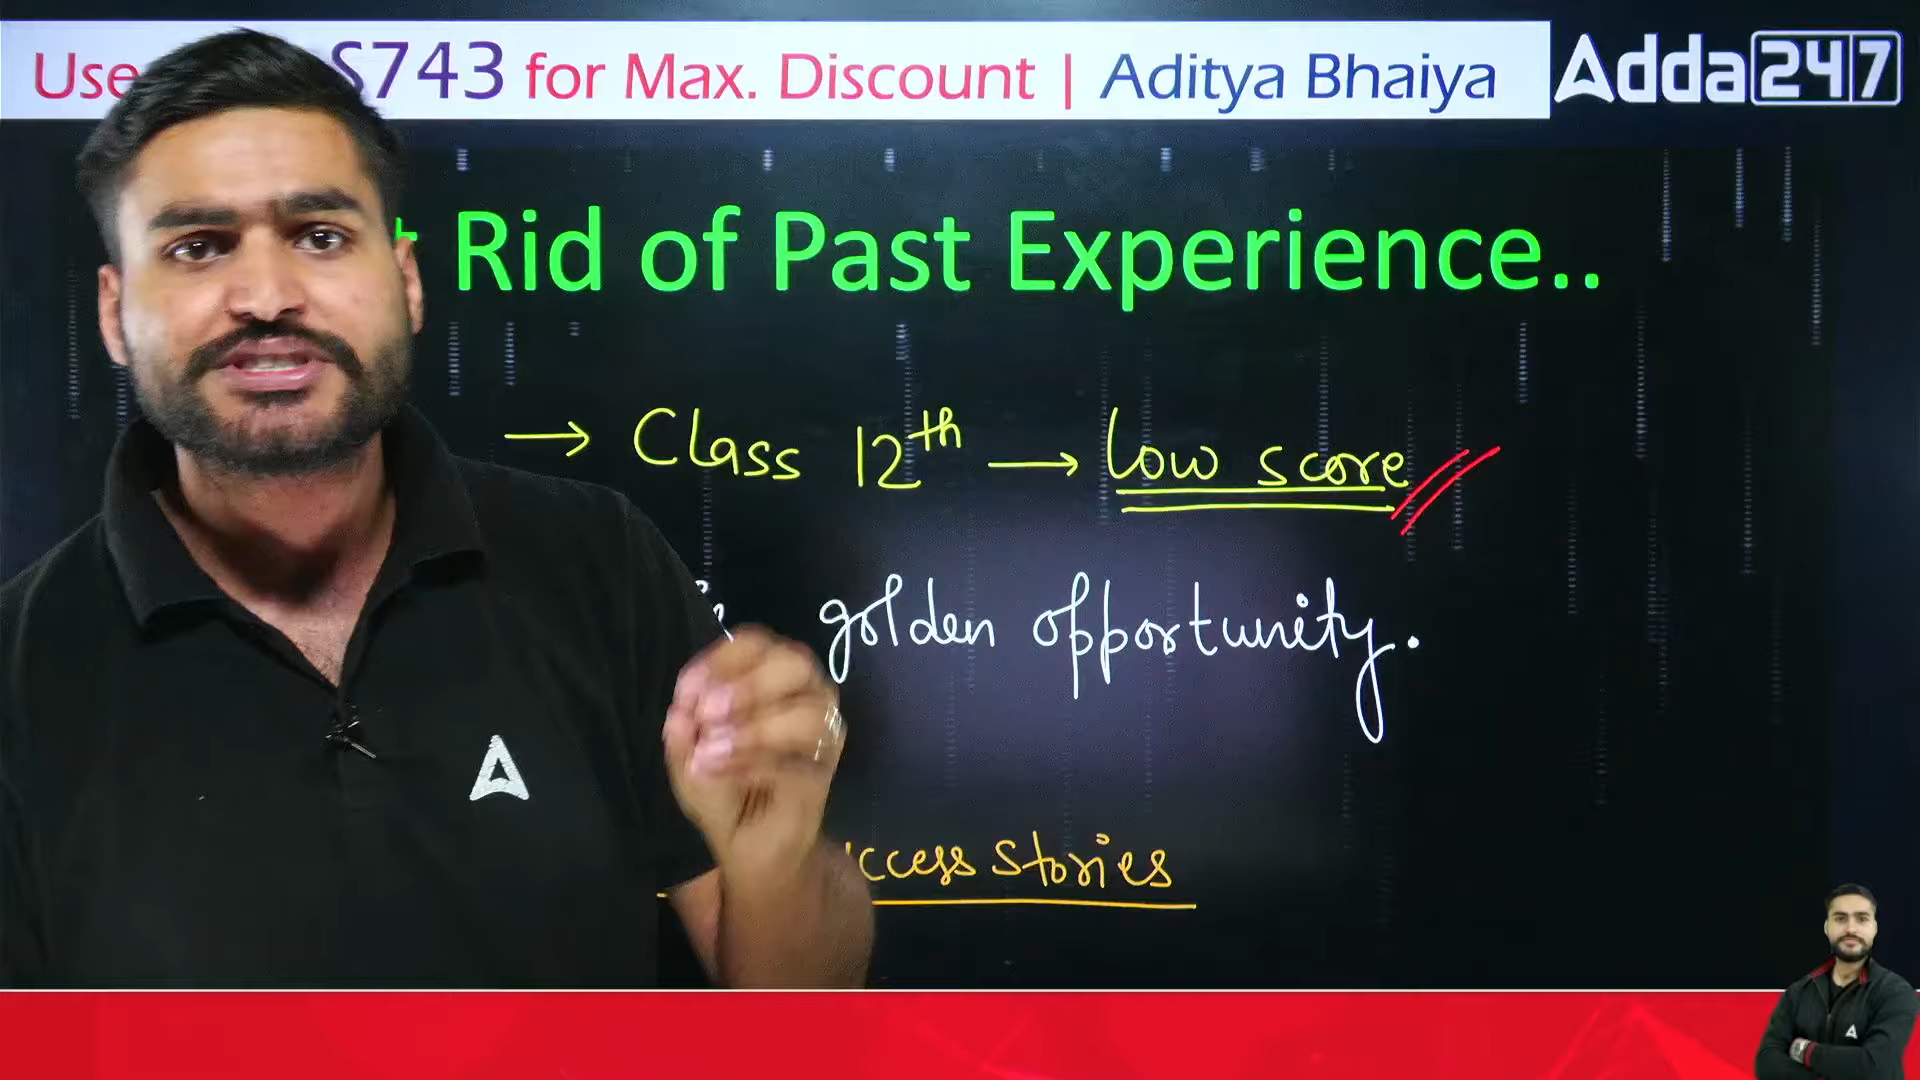 Use S743 for Max. Discount | Aditya Bhaiya
Adda247
Rid of Past Experience..
→ Class 12th → Low score
golden opportunity.
ccess stories